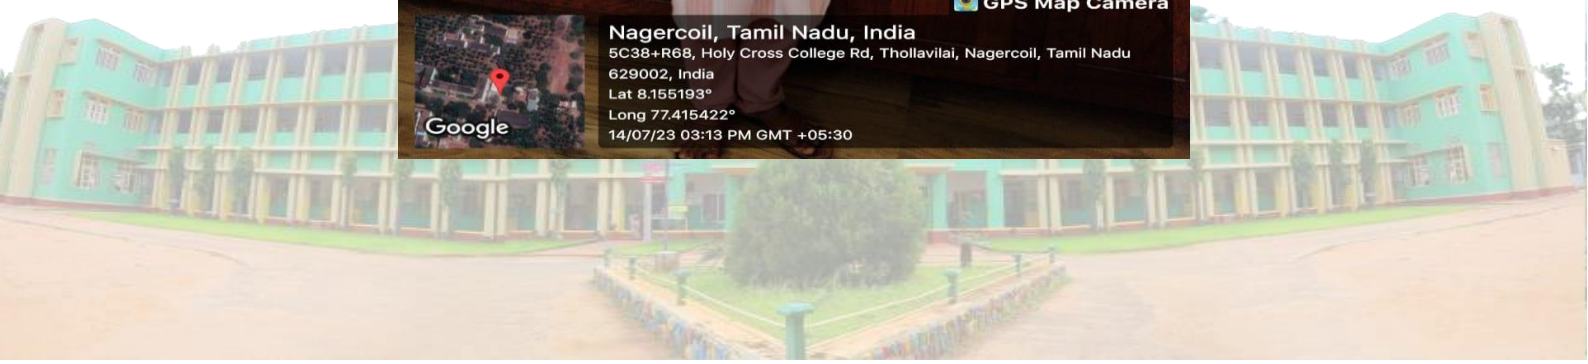 GPS Map Camera
Nagercoil, Tamil Nadu, India
5C38+R68, Holy Cross College Rd, Thollavilai, Nagercoil, Tamil Nadu
629002, India
Lat 8.155193°
Long 77.415422°
14/07/23 03:13 PM GMT +05:30
Google